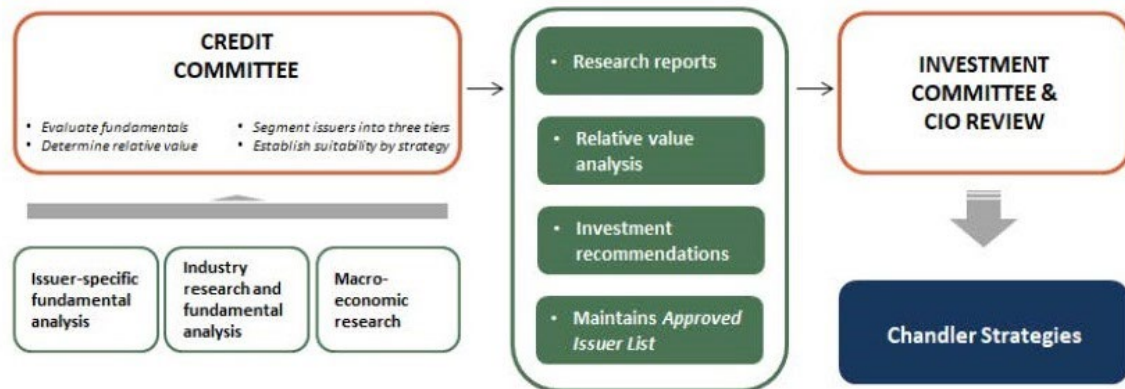 CREDIT
COMMITTEE
• Evaluate fundamentals
• Determine relative value
• Segment issuers into three tiers
• Establish suitability by strategy
Issuer-specific
fundamental
analysis
Industry
research and
fundamental
analysis
Macro-
economic
research
• Research reports
• Relative value
analysis
• Investment
recommendations
• Maintains Approved
Issuer List
INVESTMENT
COMMITTEE &
CIO REVIEW
Chandler Strategies